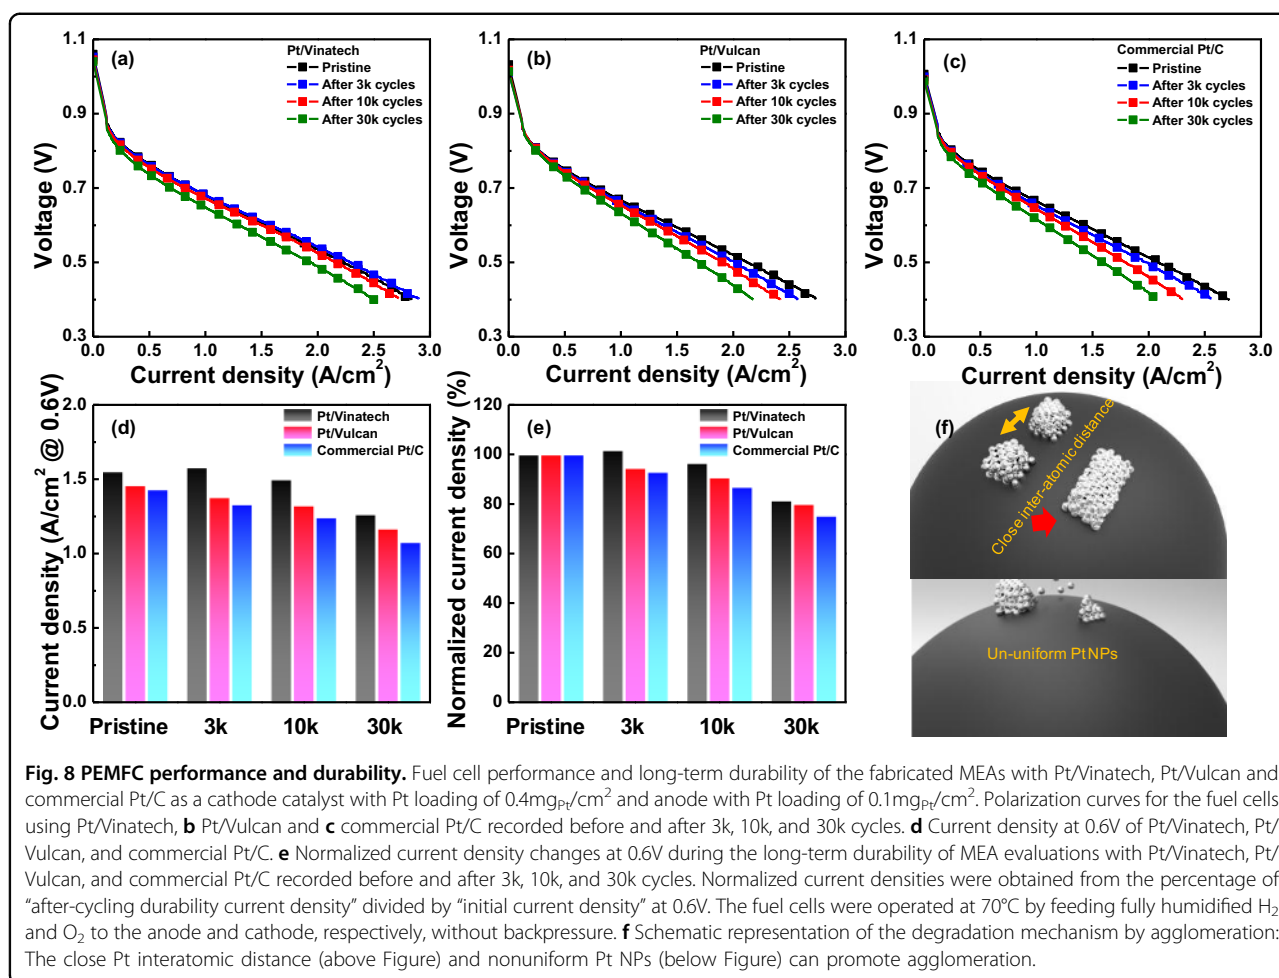 (a)
Pt/Vinatech
Pristine
After 3k cycles
After 10k cycles
After 30k cycles
1.1
0.9
0.7
0.5
0.3
Voltage (V)
0.0 0.5 1.0 1.5 2.0 2.5 3.0
Current density (A/cm²)
(b)
Pt/Vulcan
Pristine
After 3k cycles
After 10k cycles
After 30k cycles
1.1
0.9
0.7
0.5
0.3
Voltage (V)
0.0 0.5 1.0 1.5 2.0 2.5 3.0
Current density (A/cm²)
(c)
Commercial Pt/C
Pristine
After 3k cycles
After 10k cycles
After 30k cycles
1.1
0.9
0.7
0.5
0.3
Voltage (V)
0.0 0.5 1.0 1.5 2.0 2.5 3.0
Current density (A/cm²)
(d)
Pt/Vinatech
Pt/Vulcan
Commercial Pt/C
2.0
1.5
1.0
0.5
0.0
Current density (A/cm² @ 0.6V)
Pristine 3k 10k 30k
(e)
Pt/Vinatech
Pt/Vulcan
Commercial Pt/C
120
100
80
60
40
20
0
Normalized current density (%)
Pristine 3k 10k 30k
(f)
Close inter-atomic distance
Un-uniform Pt NPs
Fig. 8 PEMFC performance and durability. Fuel cell performance and long-term durability of the fabricated MEAs with Pt/Vinatech, Pt/Vulcan and
commercial Pt/C as a cathode catalyst with Pt loading of 0.4mgPt/cm² and anode with Pt loading of 0.1mgPt/cm². Polarization curves for the fuel cells
using Pt/Vinatech, b Pt/Vulcan and c commercial Pt/C recorded before and after 3k, 10k, and 30k cycles. d Current density at 0.6V of Pt/Vinatech, Pt/
Vulcan, and commercial Pt/C. e Normalized current density changes at 0.6V during the long-term durability of MEA evaluations with Pt/Vinatech, Pt/
Vulcan, and commercial Pt/C recorded before and after 3k, 10k, and 30k cycles. Normalized current densities were obtained from the percentage of
"after-cycling durability current density" divided by "initial current density" at 0.6V. The fuel cells were operated at 70°C by feeding fully humidified H₂
and O₂ to the anode and cathode, respectively, without backpressure. f Schematic representation of the degradation mechanism by agglomeration:
The close Pt interatomic distance (above Figure) and nonuniform Pt NPs (below Figure) can promote agglomeration.